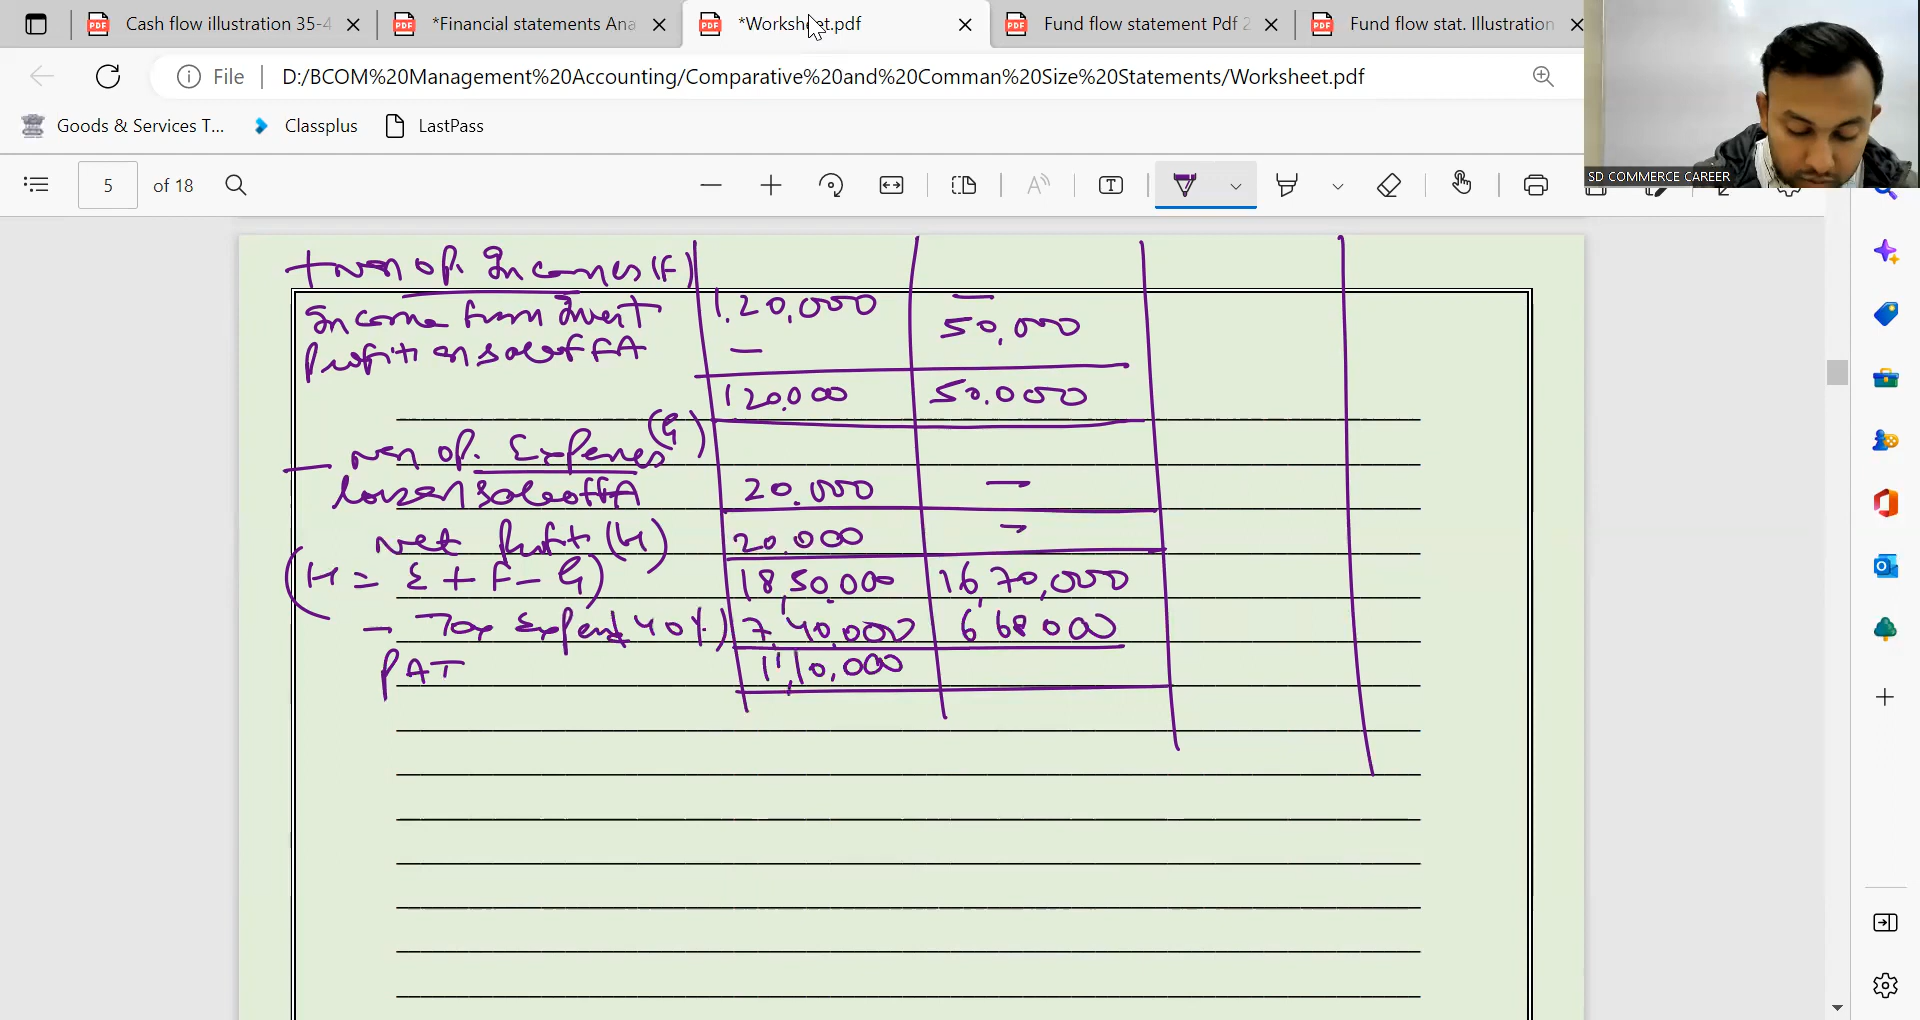 Cash flow illustration 35-4
*Financial statements Ana
*Worksheet.pdf
Fund flow statement Pdf 2
Fund flow stat. Illustration
File D:/BCOM%20Management%20Accounting/Comparative%20and%20Comman%20Size%20Statements/Worksheet.pdf
Goods & Services T... Classplus LastPass
SD COMMERCE CAREER
5 of 18
+ Non op. Incomes (F)
Income from Invert 1,20,000 —
Profit on sale of FA — 50,000
120,000 50,000
— Non op. Expenses (G)
loss on sale of FA 20,000 —
20,000 —
Net Profit (H)
(H = E + F - G) 18,50,000 16,70,000
— Tax Expend (40%) 7,40,000 668000
PAT 11,10,000